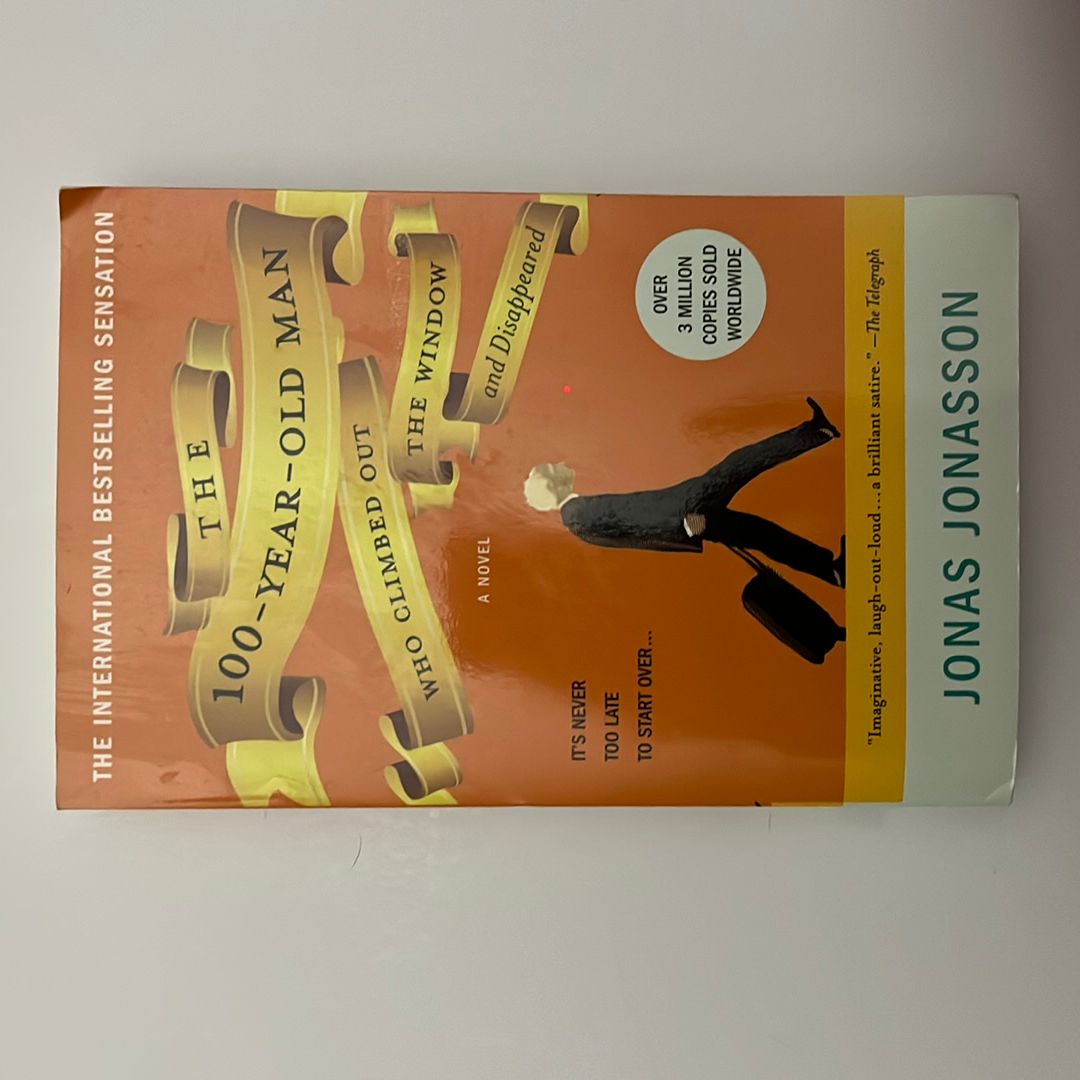 THE INTERNATIONAL BESTSELLING SENSATION
THE
100-YEAR-OLD MAN
WHO CLIMBED OUT
THE WINDOW
and Disappeared
A NOVEL
IT'S NEVER
TOO LATE
TO START OVER...
OVER
3 MILLION
COPIES SOLD
WORLDWIDE
"Imaginative, laugh-out-loud...a brilliant satire." —The Telegraph
JONAS JONASSON